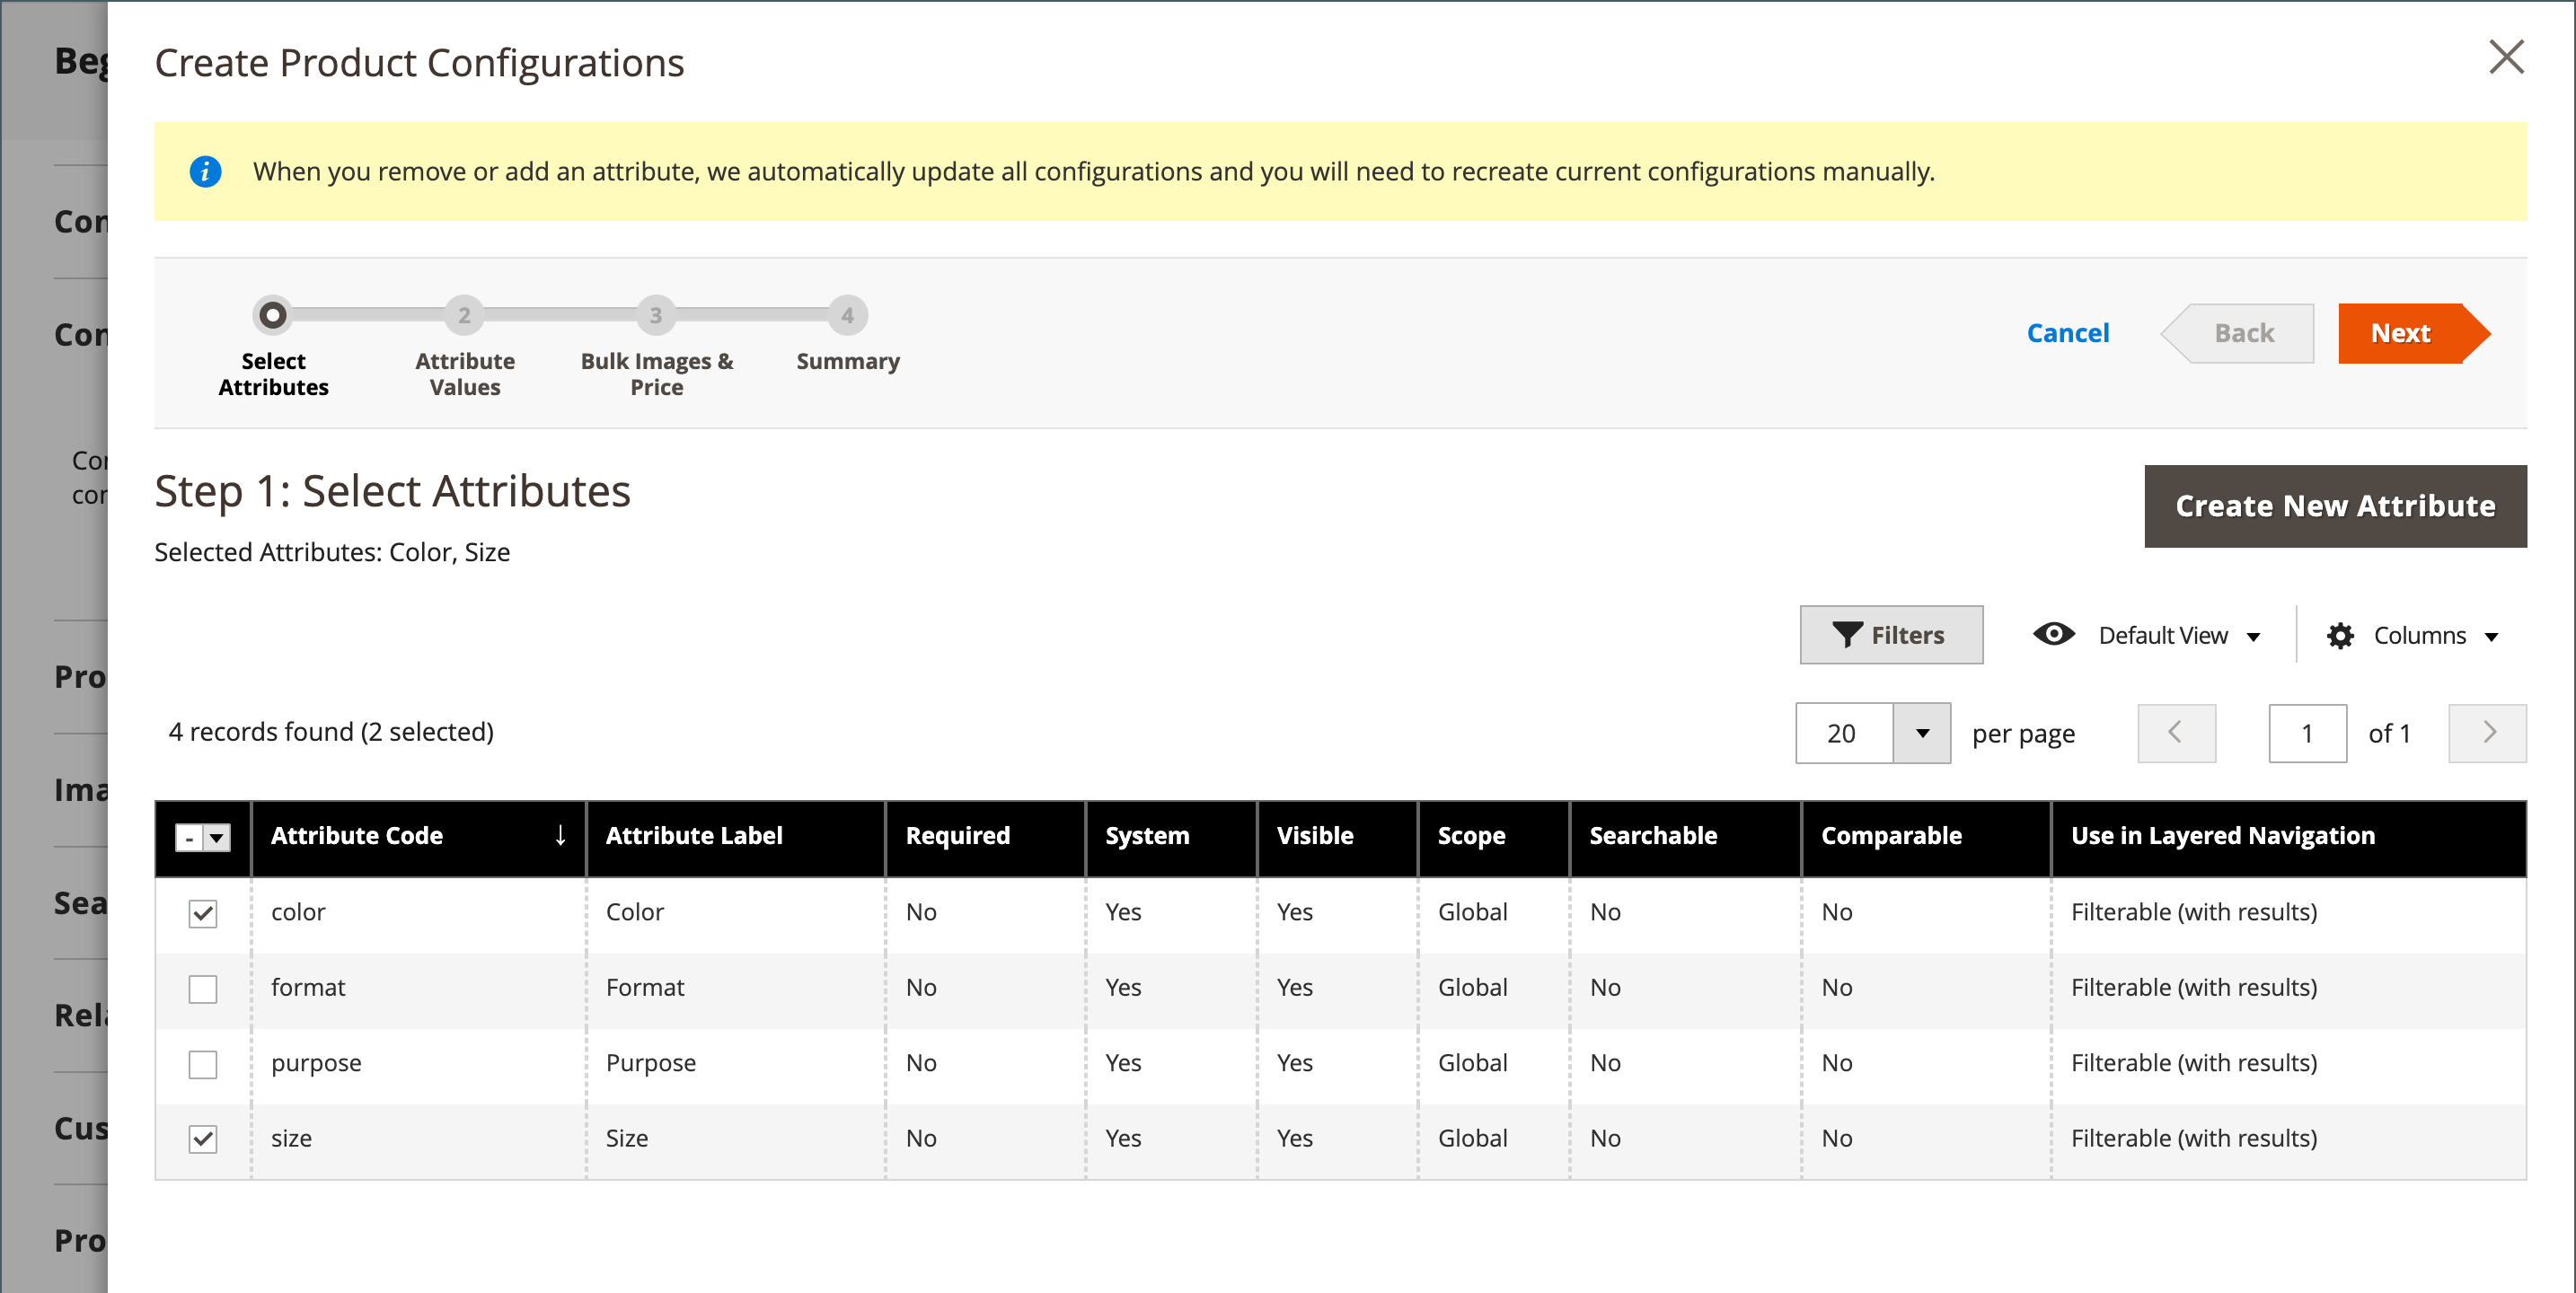 Beg
Create Product Configurations
When you remove or add an attribute, we automatically update all configurations and you will need to recreate current configurations manually.
Con
Con
Cor
cor
Pro
Ima
Sea
Rela
Cus
Pro
2
3
4
Select
Attributes
Attribute
Values
Bulk Images &
Price
Summary
Cancel
Back
Next
Step 1: Select Attributes
Create New Attribute
Selected Attributes: Color, Size
Filters
Default View
Columns
4 records found (2 selected)
20 per page 1 of 1
- Attribute Code ↓ Attribute Label Required System Visible Scope Searchable Comparable Use in Layered Navigation
color Color No Yes Yes Global No No Filterable (with results)
format Format No Yes Yes Global No No Filterable (with results)
purpose Purpose No Yes Yes Global No No Filterable (with results)
size Size No Yes Yes Global No No Filterable (with results)